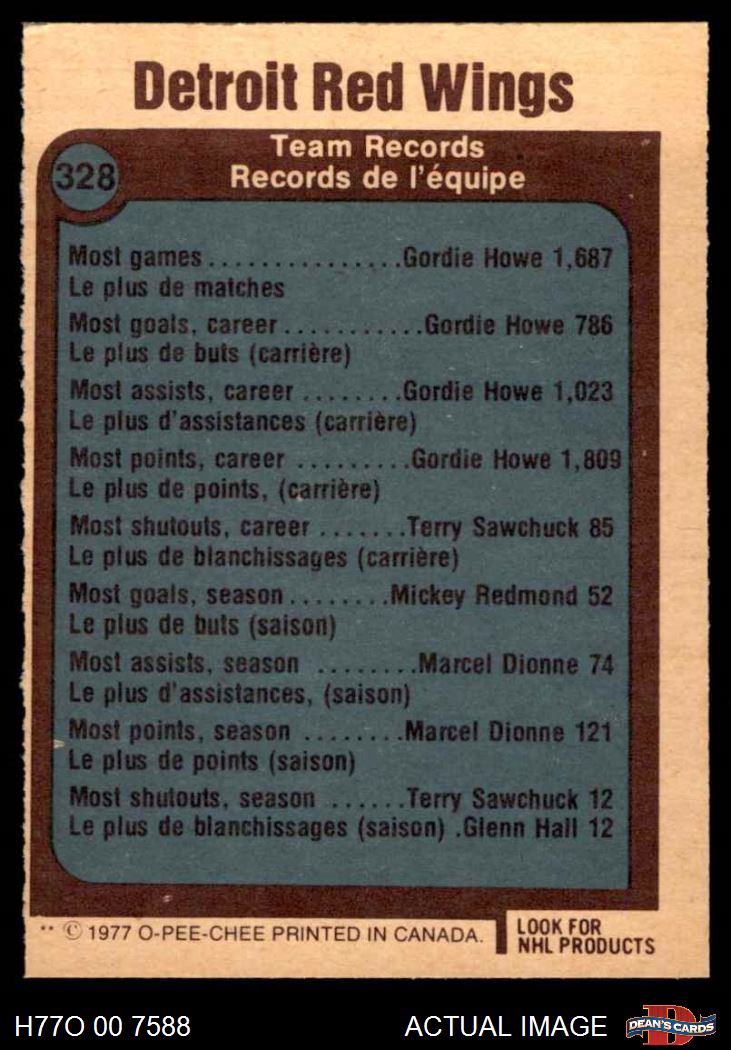 Detroit Red Wings
328
Team Records
Records de l'équipe
Most games ...............Gordie Howe 1,687
Le plus de matches
Most goals, career...........Gordie Howe 786
Le plus de buts (carrière)
Most assists, career ........Gordie Howe 1,023
Le plus d'assistances (carrière)
Most points, career .........Gordie Howe 1,809
Le plus de points, (carrière)
Most shutouts, career .......Terry Sawchuck 85
Le plus de blanchissages (carrière)
Most goals, season........Mickey Redmond 52
Le plus de buts (saison)
Most assists, season ........Marcel Dionne 74
Le plus d'assistances, (saison)
Most points, season ........Marcel Dionne 121
Le plus de points (saison)
Most shutouts, season ......Terry Sawchuck 12
Le plus de blanchissages (saison) .Glenn Hall 12
** © 1977 O-PEE-CHEE PRINTED IN CANADA.
LOOK FOR
NHL PRODUCTS
H77O 00 7588
ACTUAL IMAGE
D
DEAN'S CARDS